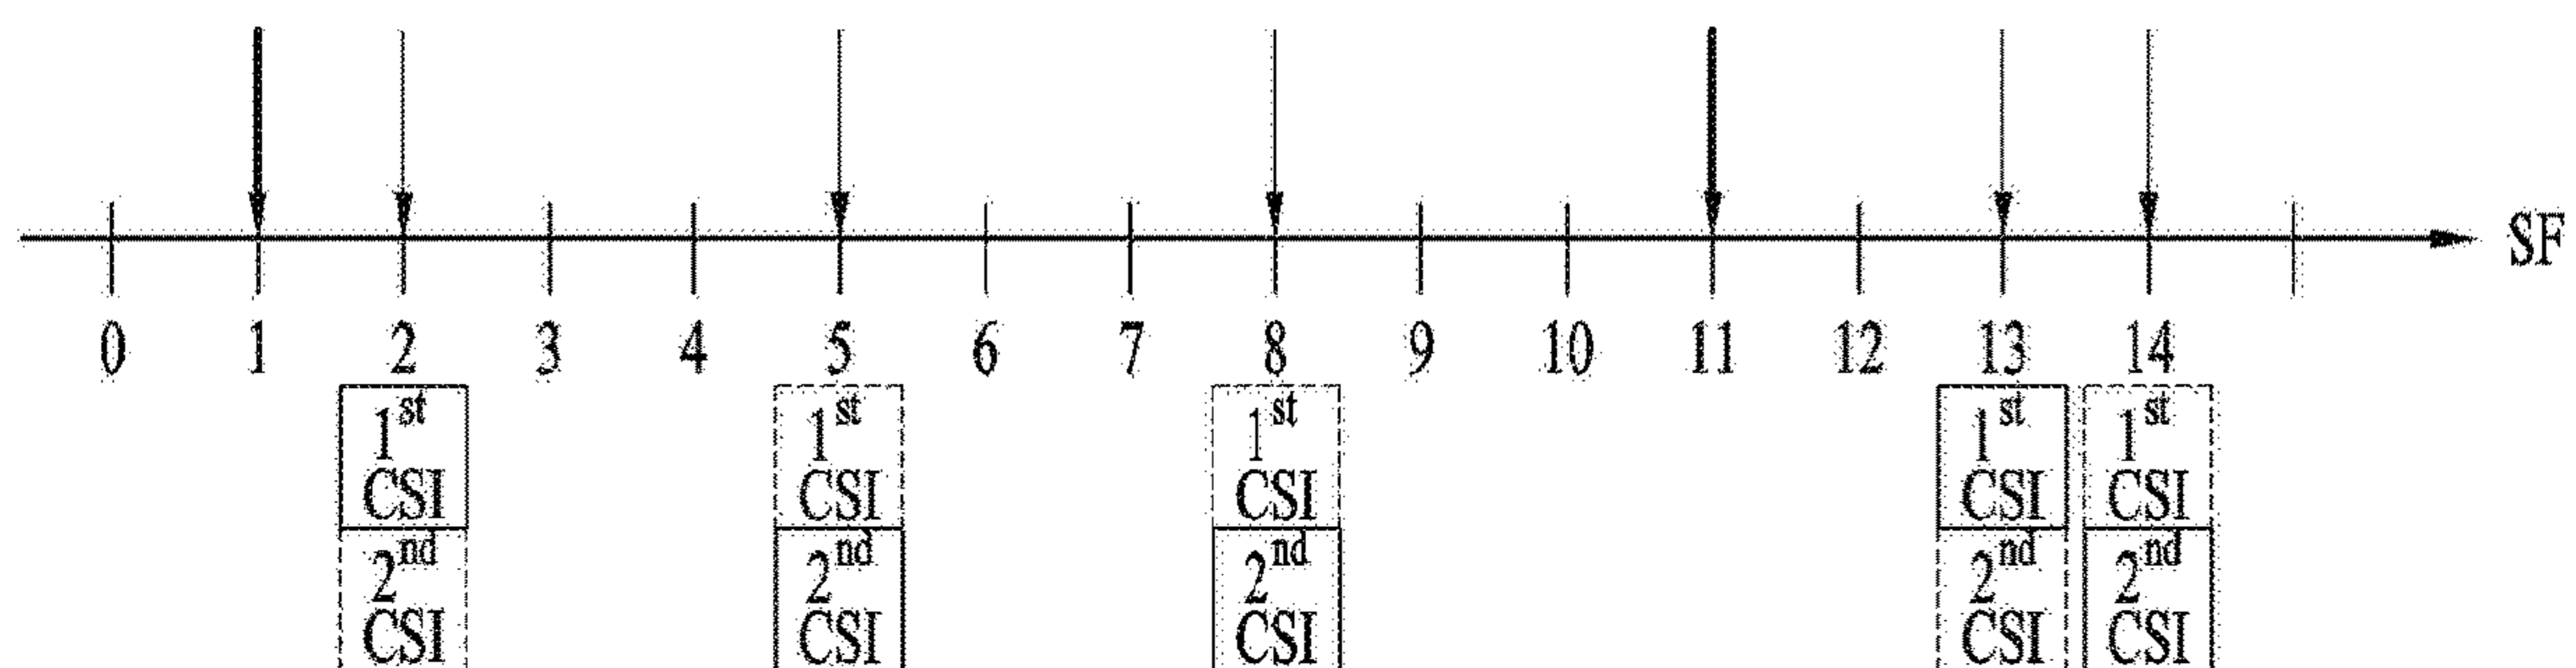 SF
0 1 2 3 4 5 6 7 8 9 10 11 12 13 14
1st 1st 1st 1st 1st
CSI CSI CSI CSI CSI
2nd 2nd 2nd 2nd 2nd
CSI CSI CSI CSI CSI